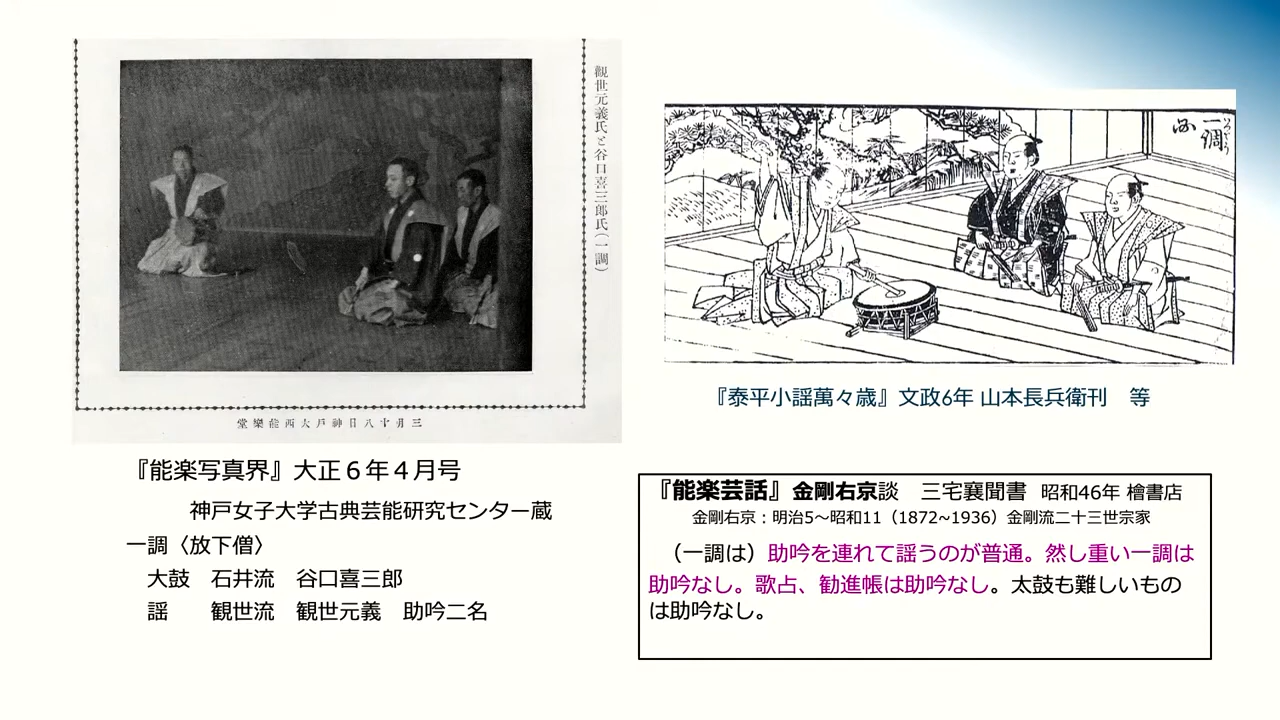 觀世元義氏と谷口喜三郎氏(一調)
三月十八日神戸大西能樂堂
『能楽写真界』大正６年４月号
神戸女子大学古典芸能研究センター蔵
一調〈放下僧〉
大鼓　石井流　谷口喜三郎
謡　　観世流　観世元義　助吟二名
一調
『泰平小謡萬々歳』文政6年 山本長兵衛刊　等
『能楽芸話』金剛右京談　三宅襄聞書　昭和46年 檜書店
金剛右京：明治5～昭和11（1872~1936）金剛流二十三世宗家
（一調は）助吟を連れて謡うのが普通。然し重い一調は
助吟なし。歌占、勧進帳は助吟なし。太鼓も難しいもの
は助吟なし。